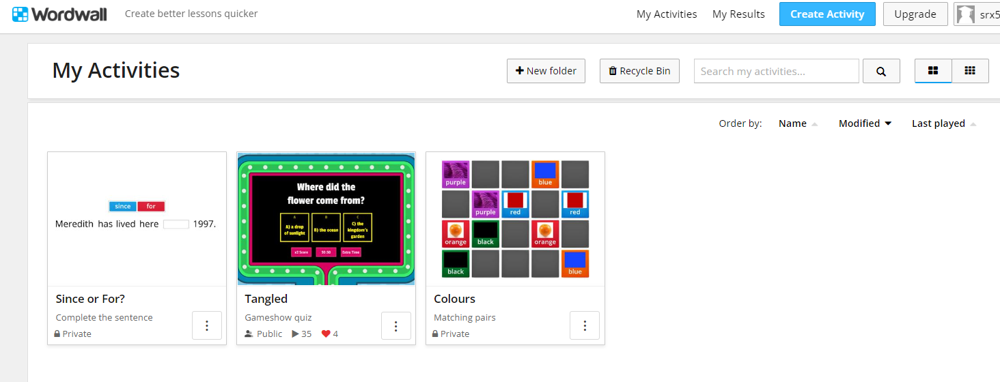 Wordwall Create better lessons quicker My Activities My Results Create Activity Upgrade srx5
My Activities New folder Recycle Bin Search my activities...
Order by: Name Modified Last played
since for
Meredith has lived here 1997.
Since or For?
Complete the sentence
Private
Where did the
flower come from?
A B C
A) a drop of sunlight
B) the ocean
C) the kingdom's garden
x2 Score 50:50 Extra Time
Tangled
Gameshow quiz
Public 35 4
purple blue
purple red red
orange black orange
black blue
Colours
Matching pairs
Private